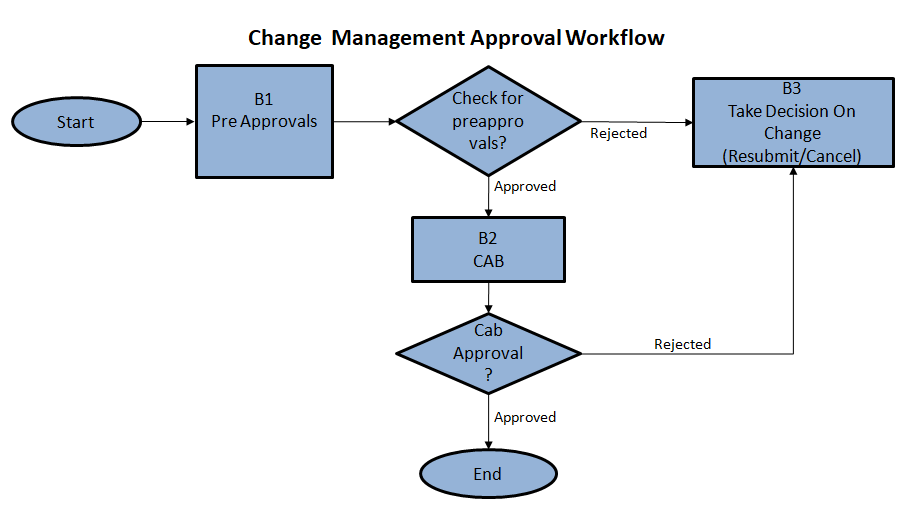 Change  Management Approval Workflow
Start
B1
Pre Approvals
Check for
preappro
vals?
Rejected
B3
Take Decision On
Change
(Resubmit/Cancel)
Approved
B2
CAB
Cab
Approval
?
Rejected
Approved
End